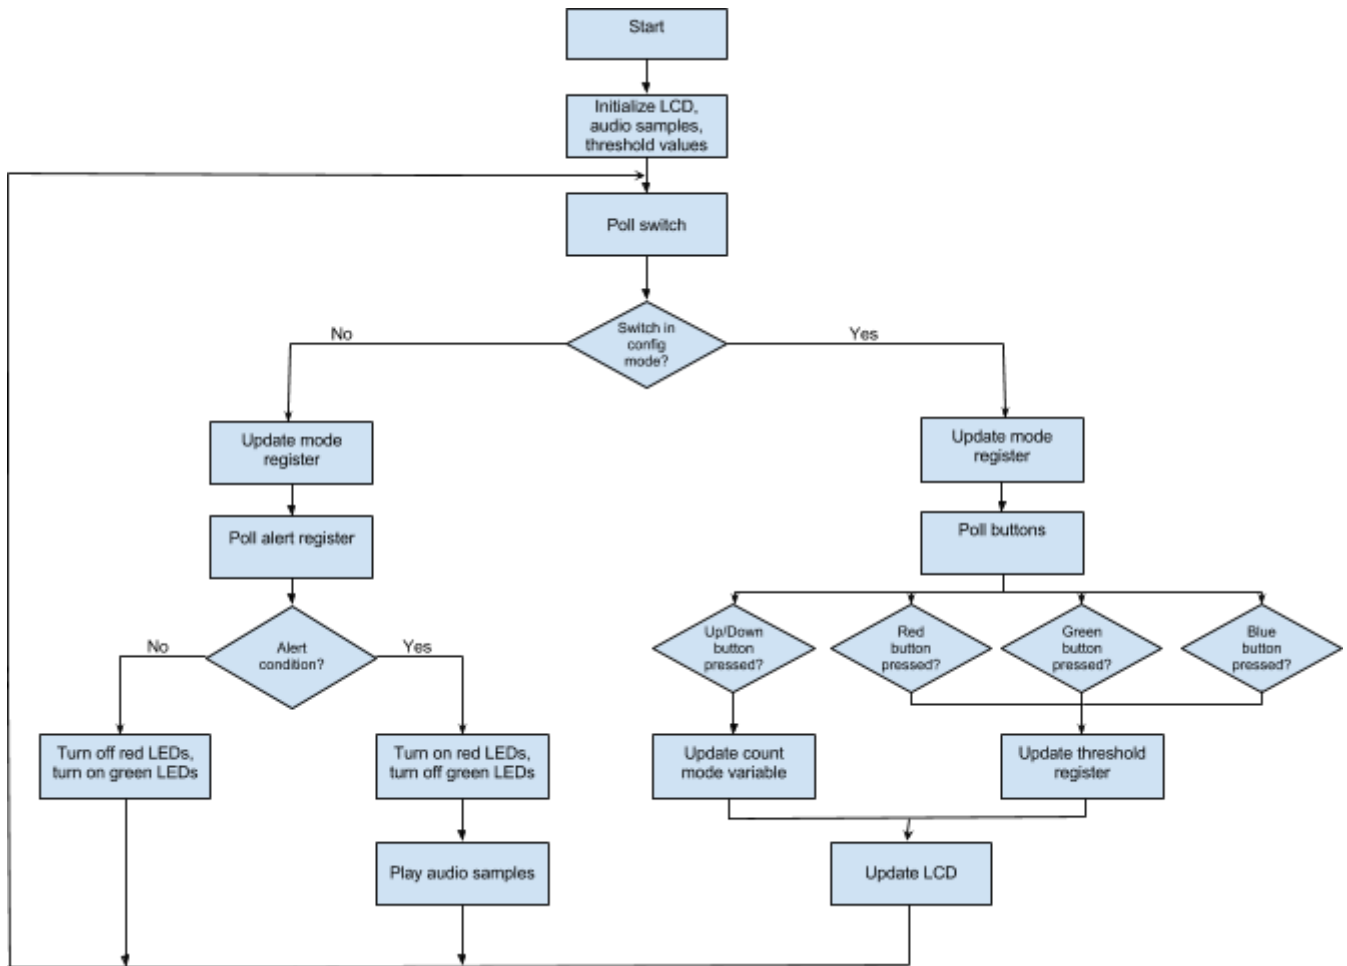 Start
Initialize LCD,
audio samples,
threshold values
Poll switch
Switch in
config
mode?
No
Yes
Update mode
register
Update mode
register
Poll alert register
Poll buttons
Alert
condition?
No
Yes
Up/Down
button
pressed?
Red
button
pressed?
Green
button
pressed?
Blue
button
pressed?
Turn off red LEDs,
turn on green LEDs
Turn on red LEDs,
turn off green LEDs
Update count
mode variable
Update threshold
register
Play audio samples
Update LCD